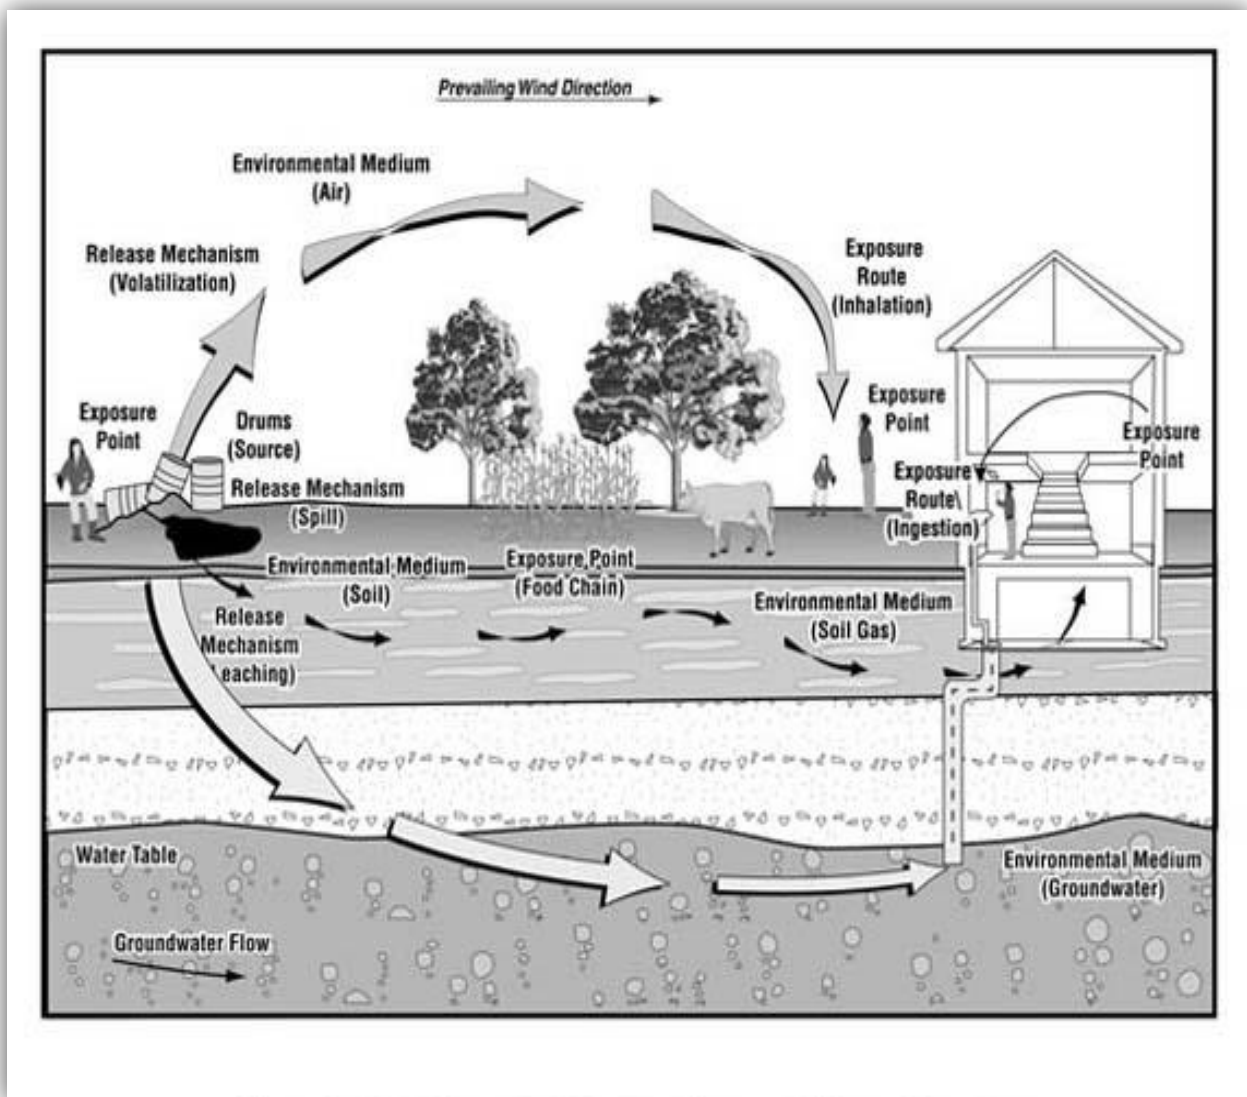 Prevailing Wind Direction
Environmental Medium
(Air)
Release Mechanism
(Volatilization)
Exposure
Route
(Inhalation)
Exposure
Point
Drums
(Source)
Exposure
Point
Exposure
Point
Release Mechanism
(Spill)
Exposure
Route\
(Ingestion)
Environmental Medium
(Soil)
Exposure Point
(Food Chain)
Release
Mechanism
Leaching)
Environmental Medium
(Soil Gas)
Water Table
Environmental Medium
(Groundwater)
Groundwater Flow